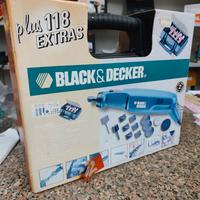 plus 118
EXTRAS
BLACK & DECKER